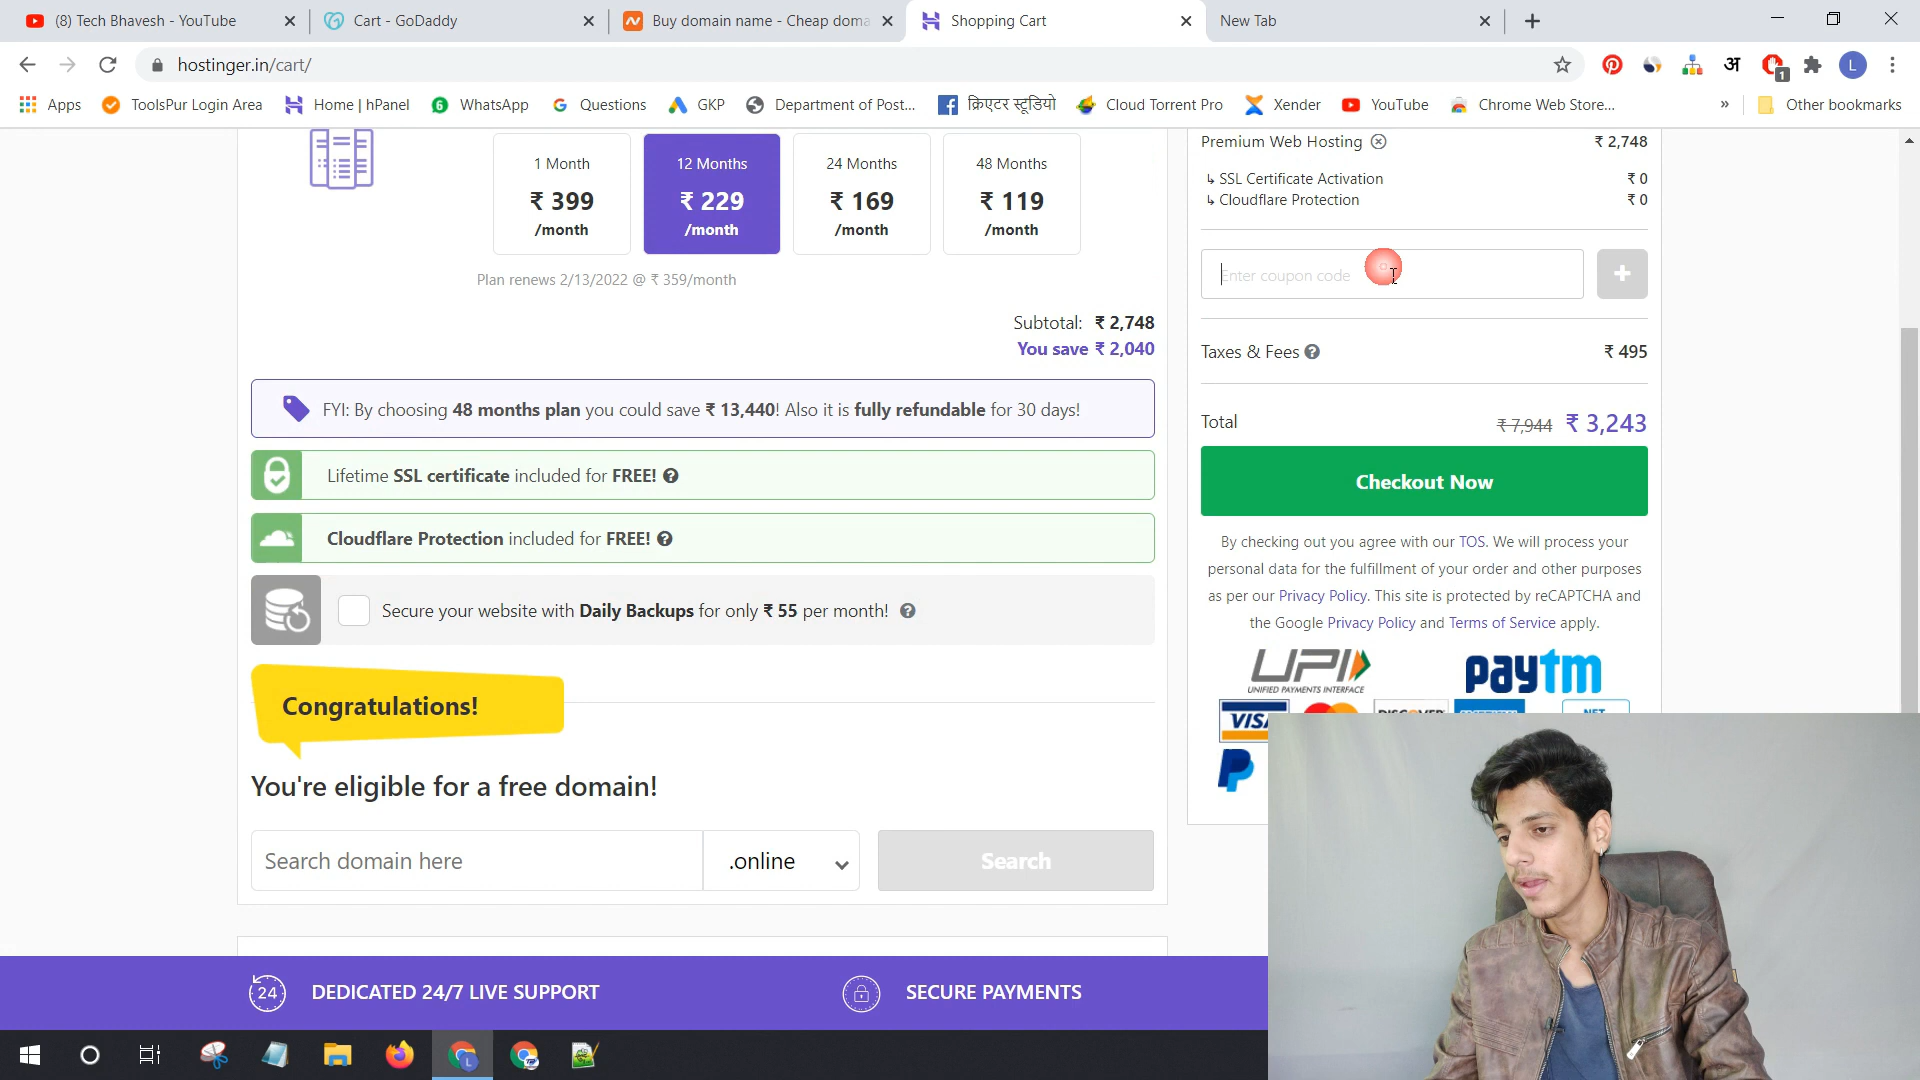 (8) Tech Bhavesh - YouTube
Cart - GoDaddy
Buy domain name - Cheap doma
Shopping Cart
New Tab
hostinger.in/cart/
अ
1
L
Apps
ToolsPur Login Area
Home | hPanel
WhatsApp
Questions
GKP
Department of Post...
क्रिएटर स्टूडियो
Cloud Torrent Pro
Xender
YouTube
Chrome Web Store...
»
Other bookmarks
1 Month
₹ 399
/month
12 Months
₹ 229
/month
24 Months
₹ 169
/month
48 Months
₹ 119
/month
Plan renews 2/13/2022 @ ₹ 359/month
Subtotal: ₹ 2,748
You save ₹ 2,040
FYI: By choosing 48 months plan you could save ₹ 13,440! Also it is fully refundable for 30 days!
Lifetime SSL certificate included for FREE!
Cloudflare Protection included for FREE!
Secure your website with Daily Backups for only ₹ 55 per month!
Congratulations!
You're eligible for a free domain!
Search domain here
.online
Search
Premium Web Hosting ₹ 2,748
↳ SSL Certificate Activation ₹ 0
↳ Cloudflare Protection ₹ 0
Enter coupon code
+
Taxes & Fees ₹ 495
Total ₹ 7,944 ₹ 3,243
Checkout Now
By checking out you agree with our TOS. We will process your
personal data for the fulfillment of your order and other purposes
as per our Privacy Policy. This site is protected by reCAPTCHA and
the Google Privacy Policy and Terms of Service apply.
UPI
UNIFIED PAYMENTS INTERFACE
paytm
VISA
24
DEDICATED 24/7 LIVE SUPPORT
SECURE PAYMENTS